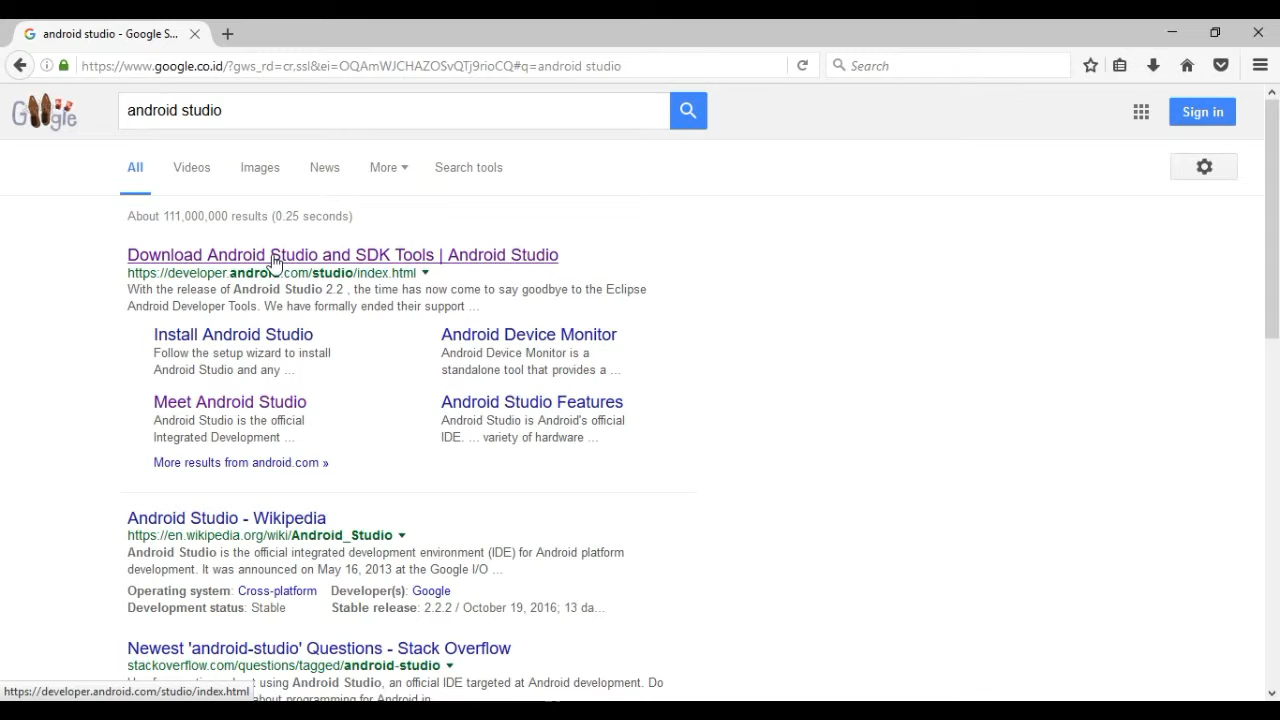 android studio - Google S...
https://www.google.co.id/?gws_rd=cr,ssl&ei=OQAmWJCHAZOSvQTj9rioCQ#q=android studio
Search
Google
android studio
Sign in
All Videos Images News More Search tools
About 111,000,000 results (0.25 seconds)
Download Android Studio and SDK Tools | Android Studio
https://developer.android.com/studio/index.html
With the release of Android Studio 2.2 , the time has now come to say goodbye to the Eclipse
Android Developer Tools. We have formally ended their support ...
Install Android Studio
Follow the setup wizard to install
Android Studio and any ...
Android Device Monitor
Android Device Monitor is a
standalone tool that provides a ...
Meet Android Studio
Android Studio is the official
Integrated Development ...
Android Studio Features
Android Studio is Android's official
IDE. ... variety of hardware ...
More results from android.com »
Android Studio - Wikipedia
https://en.wikipedia.org/wiki/Android_Studio
Android Studio is the official integrated development environment (IDE) for Android platform
development. It was announced on May 16, 2013 at the Google I/O ...
Operating system: Cross-platform Developer(s): Google
Development status: Stable Stable release: 2.2.2 / October 19, 2016; 13 da...
Newest 'android-studio' Questions - Stack Overflow
stackoverflow.com/questions/tagged/android-studio
using Android Studio, an official IDE targeted at Android development. Do
about programming for Android in
https://developer.android.com/studio/index.html